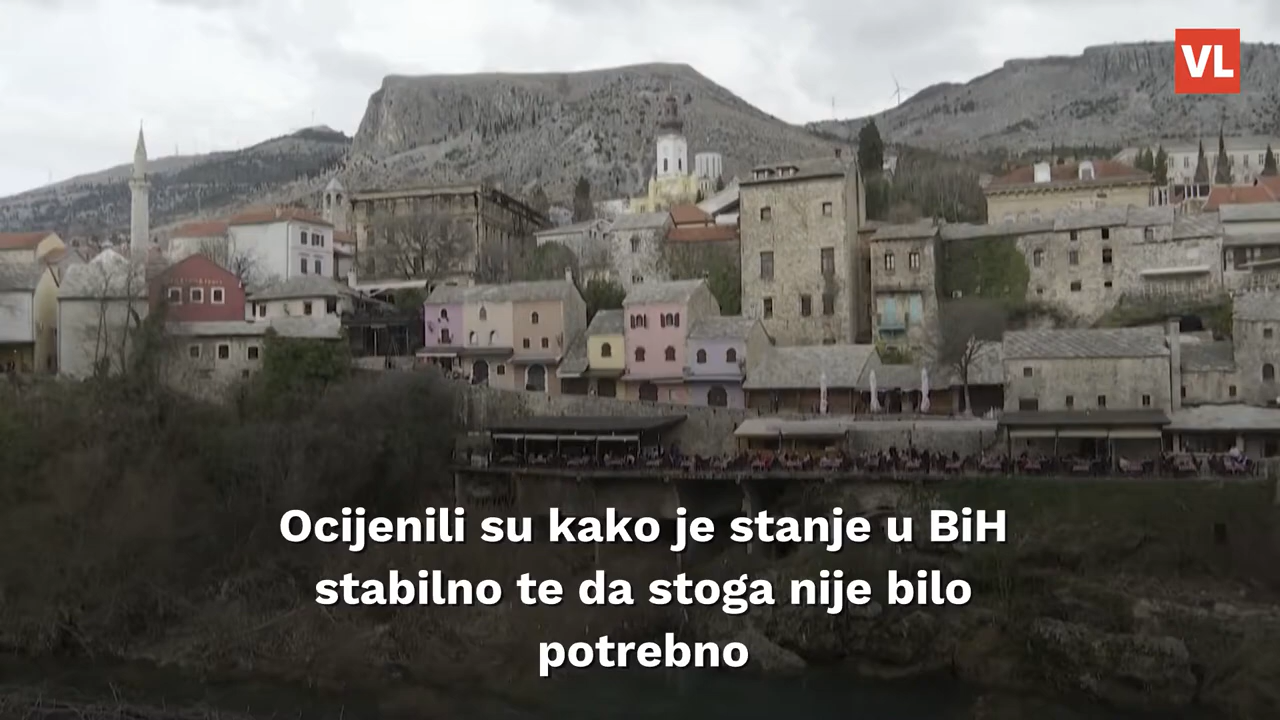 VL
Ocijenili su kako je stanje u BiH
stabilno te da stoga nije bilo
potrebno